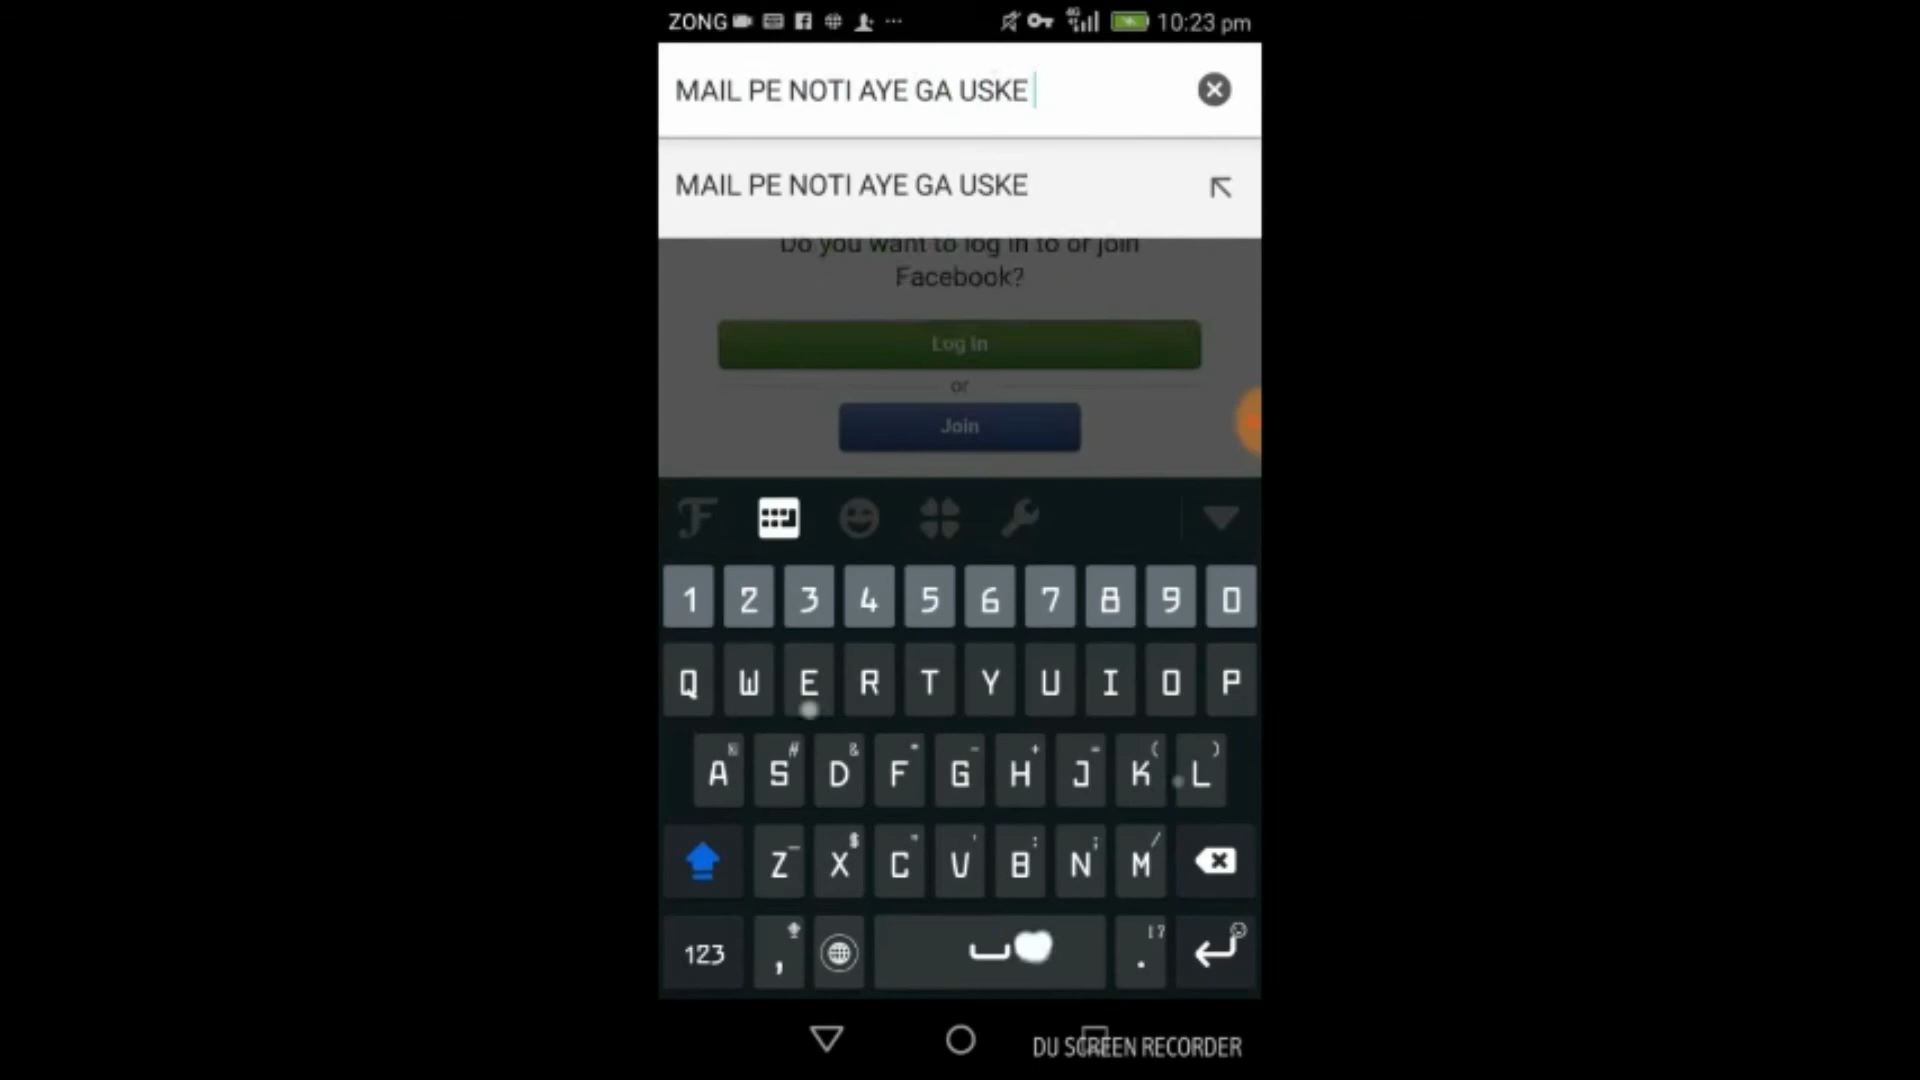 ZONG 4G 10:23 pm
MAIL PE NOTI AYE GA USKE
MAIL PE NOTI AYE GA USKE
Do you want to log in to or join
Facebook?
Log In
or
Join
1 2 3 4 5 6 7 8 9 0
Q W E R T Y U I O P
A S D F G H J K L
Z X C V B N M
123 , . !?
DU SCREEN RECORDER